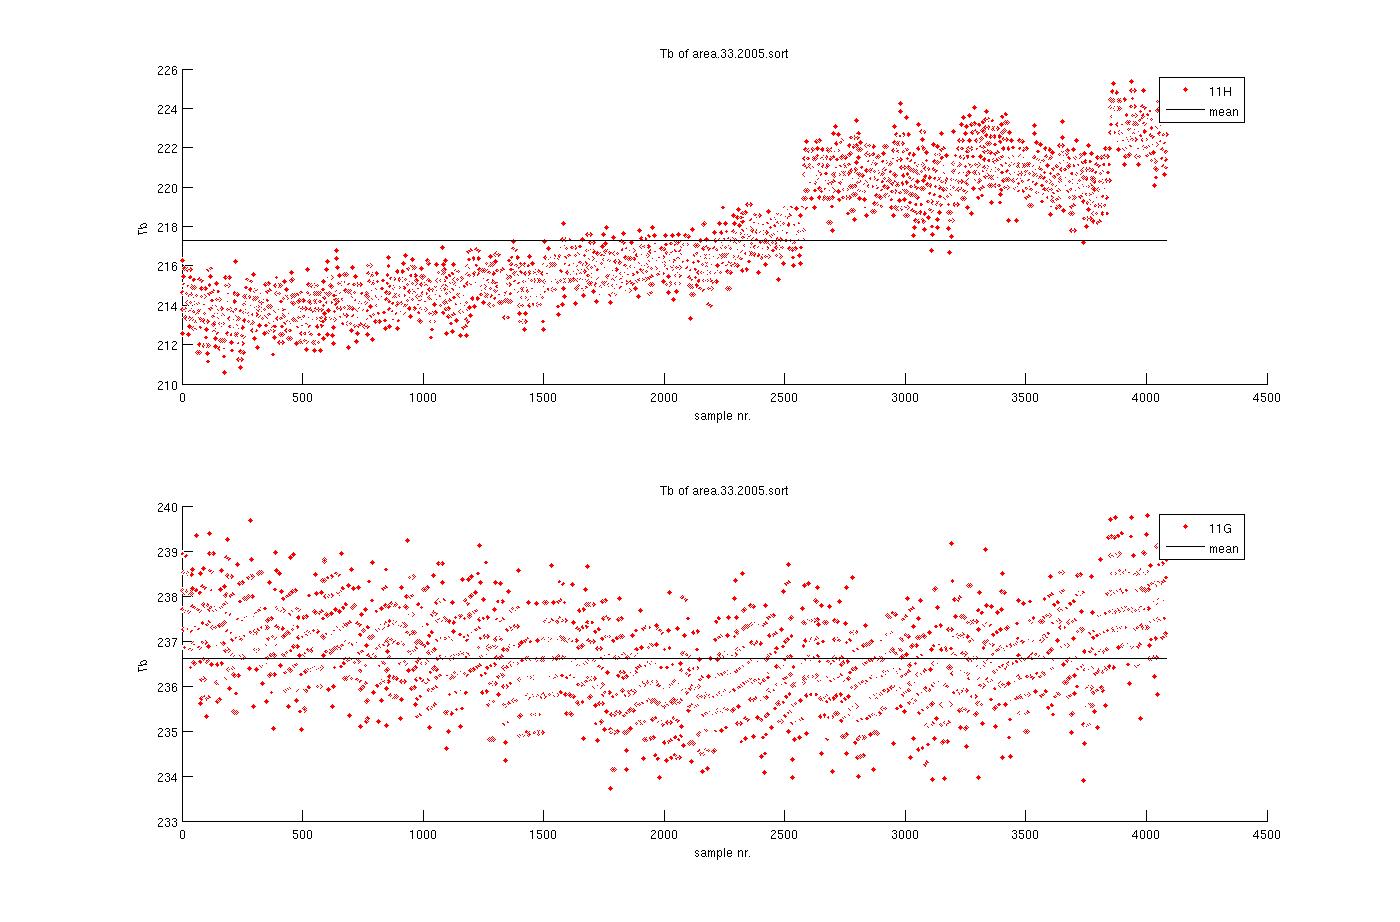 Tb of area.33.2005.sort
226
224
222
220
218
216
214
212
210
Tb
11H
mean
0 500 1000 1500 2000 2500 3000 3500 4000 4500
sample nr.
Tb of area.33.2005.sort
240
239
238
237
236
235
234
233
Tb
11G
mean
0 500 1000 1500 2000 2500 3000 3500 4000 4500
sample nr.